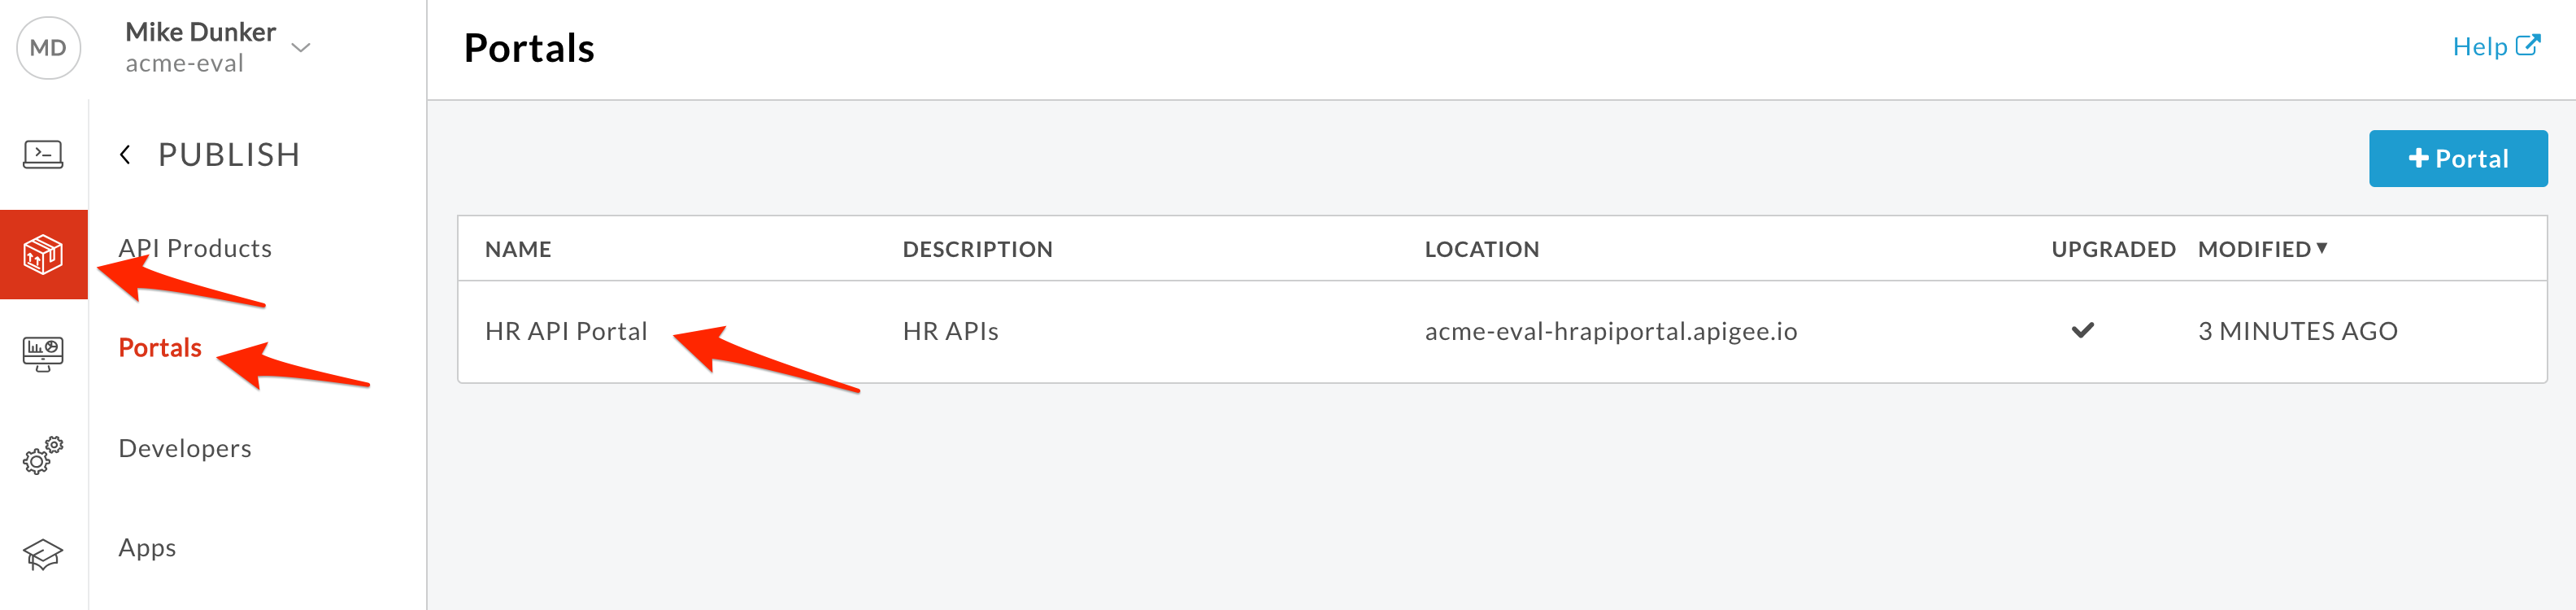 MD
Mike Dunker
acme-eval
PUBLISH
API Products
Portals
Developers
Apps
Portals
Help
Portal
NAME DESCRIPTION LOCATION UPGRADED MODIFIED
HR API Portal HR APIs acme-eval-hrapiportal.apigee.io 3 MINUTES AGO